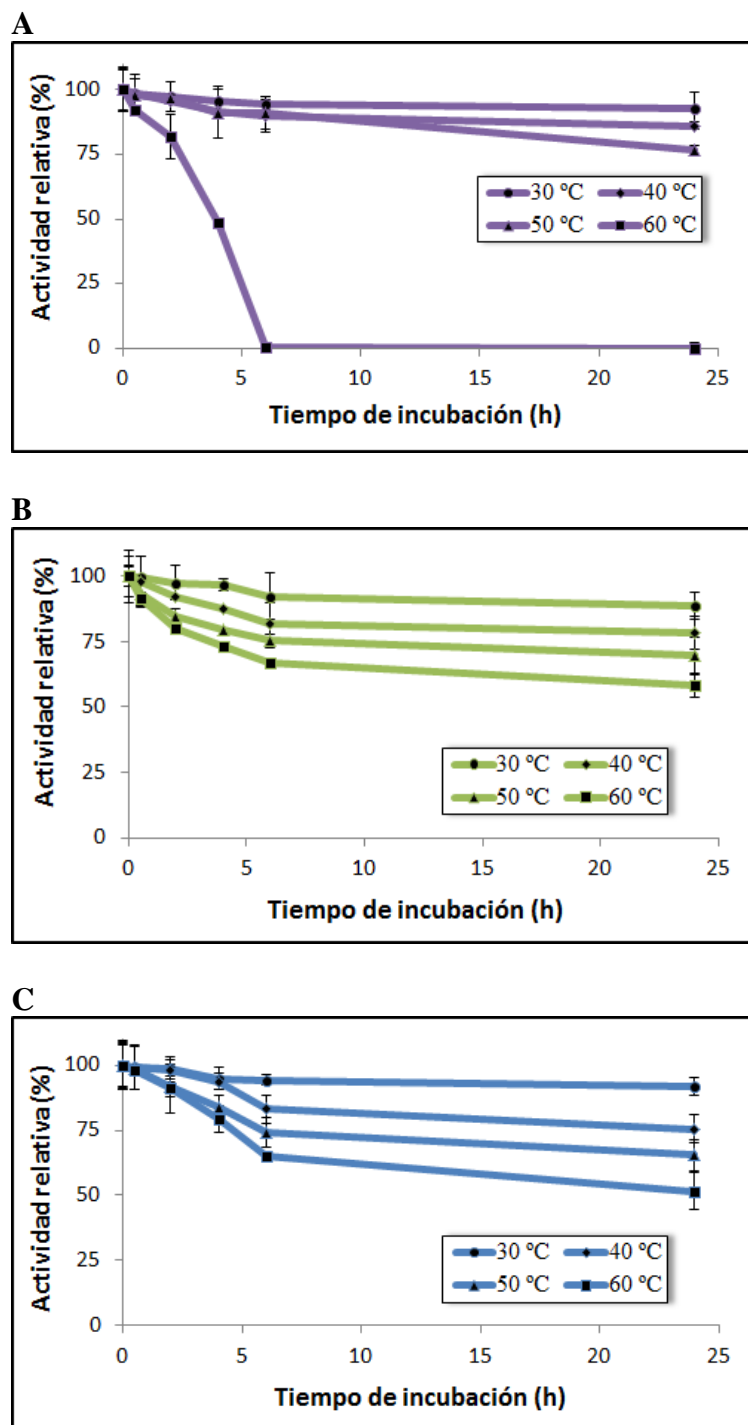 A
Actividad relativa (%)
100
75
50
25
0
30 ºC
40 ºC
50 ºC
60 ºC
0 5 10 15 20 25
Tiempo de incubación (h)
B
Actividad relativa (%)
100
75
50
25
0
30 ºC
40 ºC
50 ºC
60 ºC
0 5 10 15 20 25
Tiempo de incubación (h)
C
Actividad relativa (%)
100
75
50
25
0
30 ºC
40 ºC
50 ºC
60 ºC
0 5 10 15 20 25
Tiempo de incubación (h)